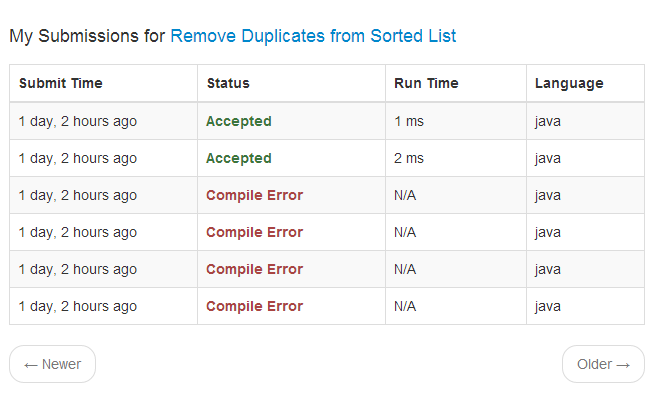 My Submissions for Remove Duplicates from Sorted List
Submit Time Status Run Time Language
1 day, 2 hours ago Accepted 1 ms java
1 day, 2 hours ago Accepted 2 ms java
1 day, 2 hours ago Compile Error N/A java
1 day, 2 hours ago Compile Error N/A java
1 day, 2 hours ago Compile Error N/A java
1 day, 2 hours ago Compile Error N/A java
← Newer Older →